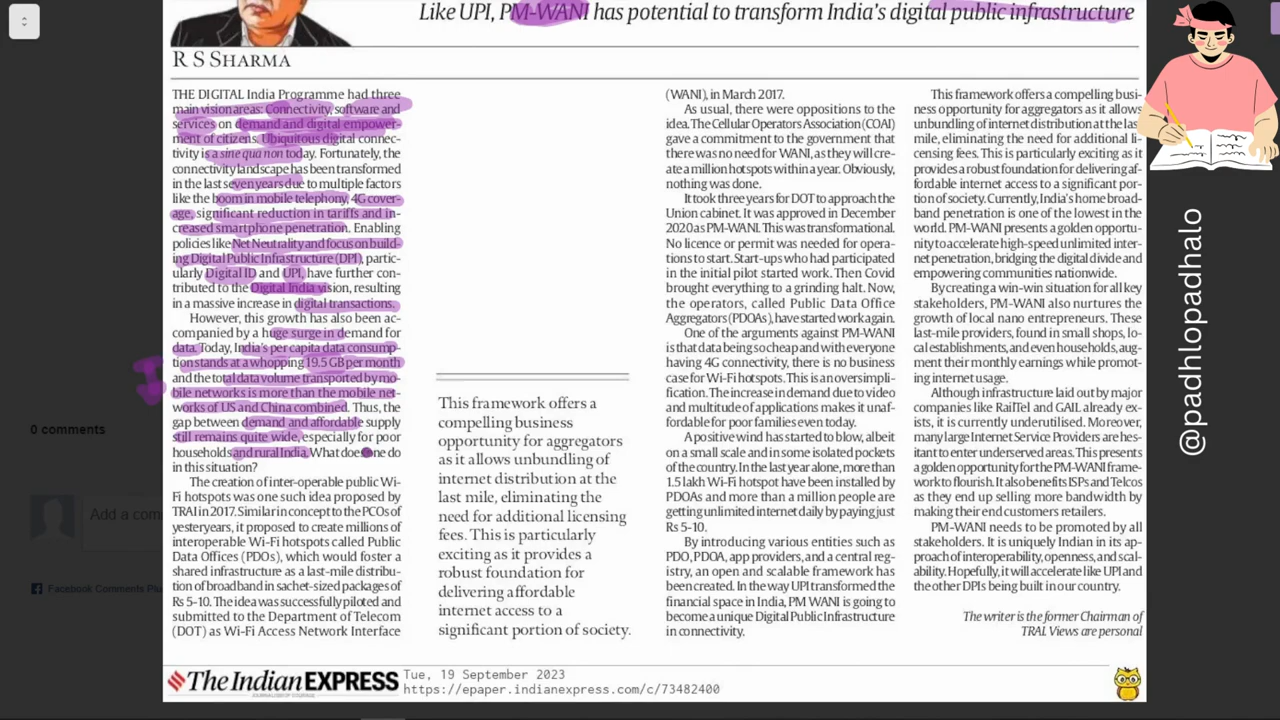 Like UPI, PM-WANI has potential to transform India's digital public infrastructure
R S SHARMA
THE DIGITAL India Programme had three
main vision areas: Connectivity, software and
services on demand and digital empower-
ment of citizens. Ubiquitous digital connec-
tivity is a sine qua non today. Fortunately, the
connectivity landscape has been transformed
in the last seven years due to multiple factors
like the boom in mobile telephony, 4G cover-
age, significant reduction in tariffs and in-
creased smartphone penetration. Enabling
policies like Net Neutrality and focus on build-
ing Digital Public Infrastructure (DPI), partic-
ularly Digital ID and UPI, have further con-
tributed to the Digital India vision, resulting
in a massive increase in digital transactions.
However, this growth has also been ac-
companied by a huge surge in demand for
data. Today, India's per capita data consump-
tion stands at a whopping 19.5 GB per month
and the total data volume transported by mo-
bile networks is more than the mobile net-
works of US and China combined. Thus, the
gap between demand and affordable supply
still remains quite wide, especially for poor
households and rural India. What does one do
in this situation?
The creation of inter-operable public Wi-
Fi hotspots was one such idea proposed by
TRAI in 2017. Similar in concept to the PCOs of
yesteryears, it proposed to create millions of
interoperable Wi-Fi hotspots called Public
Data Offices (PDOs), which would foster a
shared infrastructure as a last-mile distribu-
tion of broadband in sachet-sized packages of
Rs 5-10. The idea was successfully piloted and
submitted to the Department of Telecom
(DOT) as Wi-Fi Access Network Interface
This framework offers a
compelling business
opportunity for aggregators
as it allows unbundling of
internet distribution at the
last mile, eliminating the
need for additional licensing
fees. This is particularly
exciting as it provides a
robust foundation for
delivering affordable
internet access to a
significant portion of society.
(WANI), in March 2017.
As usual, there were oppositions to the
idea. The Cellular Operators Association (COAI)
gave a commitment to the government that
there was no need for WANI, as they will cre-
ate a million hotspots within a year. Obviously,
nothing was done.
It took three years for DOT to approach the
Union cabinet. It was approved in December
2020 as PM-WANI. This was transformational.
No licence or permit was needed for opera-
tions to start. Start-ups who had participated
in the initial pilot started work. Then Covid
brought everything to a grinding halt. Now,
the operators, called Public Data Office
Aggregators (PDOAs), have started work again.
One of the arguments against PM-WANI
is that data being so cheap and with everyone
having 4G connectivity, there is no business
case for Wi-Fi hotspots. This is an oversimpli-
fication. The increase in demand due to video
and multitude of applications makes it unaf-
fordable for poor families even today.
A positive wind has started to blow, albeit
on a small scale and in some isolated pockets
of the country. In the last year alone, more than
1.5 lakh Wi-Fi hotspot have been installed by
PDOAs and more than a million people are
getting unlimited internet daily by paying just
Rs 5-10.
By introducing various entities such as
PDO, PDOA, app providers, and a central reg-
istry, an open and scalable framework has
been created. In the way UPI transformed the
financial space in India, PM WANI is going to
become a unique Digital Public Infrastructure
in connectivity.
This framework offers a compelling busi-
ness opportunity for aggregators as it allows
unbundling of internet distribution at the last
mile, eliminating the need for additional li-
censing fees. This is particularly exciting as it
provides a robust foundation for delivering af-
fordable internet access to a significant por-
tion of society. Currently, India's home broad-
band penetration is one of the lowest in the
world. PM-WANI presents a golden opportu-
nity to accelerate high-speed unlimited inter-
net penetration, bridging the digital divide and
empowering communities nationwide.
By creating a win-win situation for all key
stakeholders, PM-WANI also nurtures the
growth of local nano entrepreneurs. These
last-mile providers, found in small shops, lo-
cal establishments, and even households, aug-
ment their monthly earnings while promot-
ing internet usage.
Although infrastructure laid out by major
companies like RailTel and GAIL already ex-
ists, it is currently underutilised. Moreover,
many large Internet Service Providers are hes-
itant to enter underserved areas. This presents
a golden opportunity for the PM-WANI frame-
work to flourish. It also benefits ISPs and Telcos
as they end up selling more bandwidth by
making their end customers retailers.
PM-WANI needs to be promoted by all
stakeholders. It is uniquely Indian in its ap-
proach of interoperability, openness, and scal-
ability. Hopefully, it will accelerate like UPI and
the other DPIs being built in our country.
The writer is the former Chairman of
TRAI. Views are personal
The Indian EXPRESS
Tue, 19 September 2023
https://epaper.indianexpress.com/c/73482400
@padhlopadhalo
0 comments
Add a com
Facebook Comments Plu